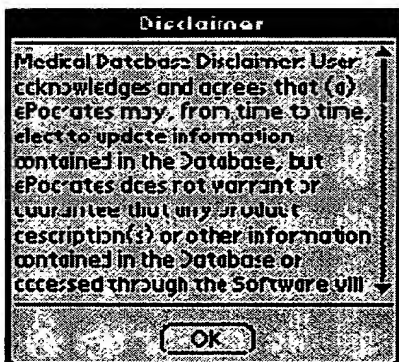 Disclaimer
Medical Database Disclaimer: User
acknowledges and agrees that (a)
ePocrates may, from time to time,
elect to update information
contained in the Database, but
ePocrates does not warrant or
guarantee that any product
description(s) or other information
contained in the Database or
accessed through the Software will
OK